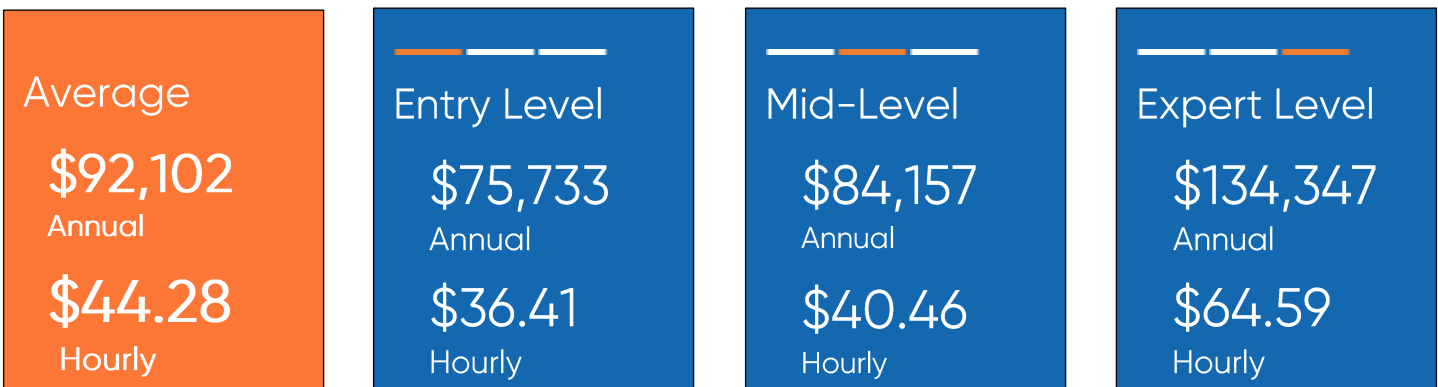 Average
$92,102
Annual
$44.28
Hourly
Entry Level
$75,733
Annual
$36.41
Hourly
Mid-Level
$84,157
Annual
$40.46
Hourly
Expert Level
$134,347
Annual
$64.59
Hourly